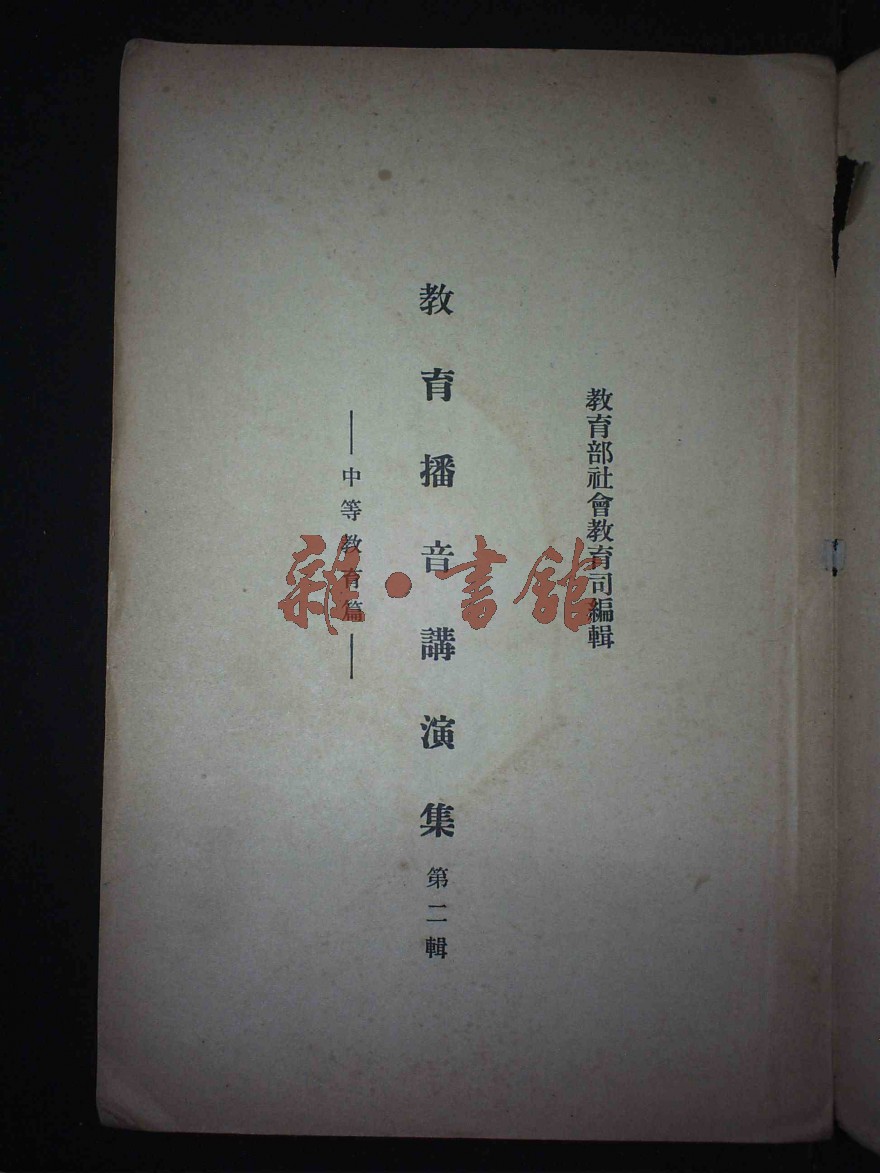 教育部社會教育司編輯
教育播音講演集 第二輯
——中等教育篇——
雜·書館